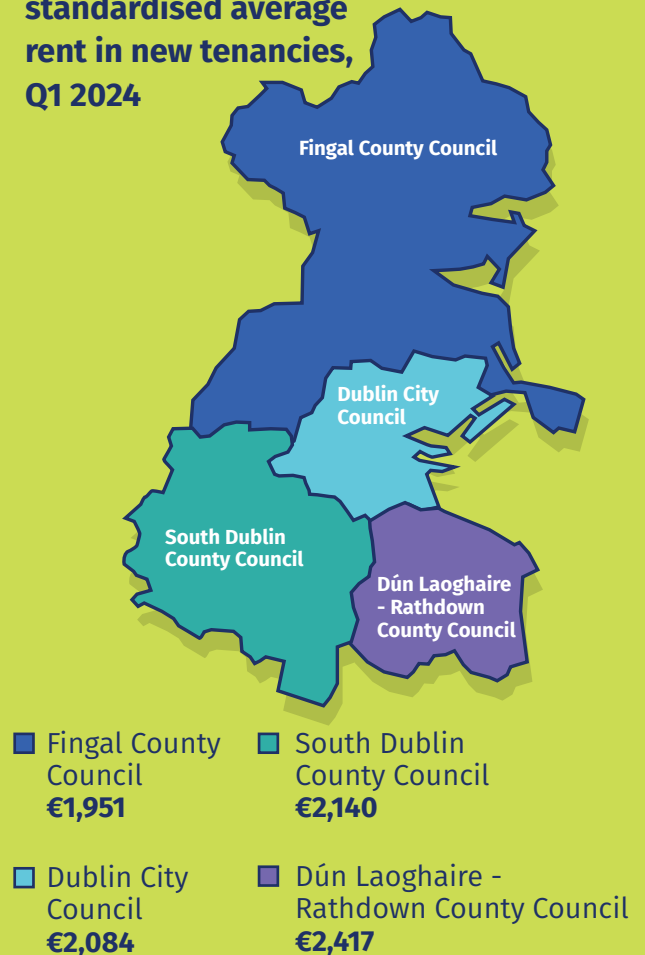 standardised average
rent in new tenancies,
Q1 2024
Fingal County Council
Dublin City
Council
South Dublin
County Council
Dún Laoghaire
- Rathdown
County Council
Fingal County
Council
€1,951
South Dublin
County Council
€2,140
Dublin City
Council
€2,084
Dún Laoghaire -
Rathdown County Council
€2,417